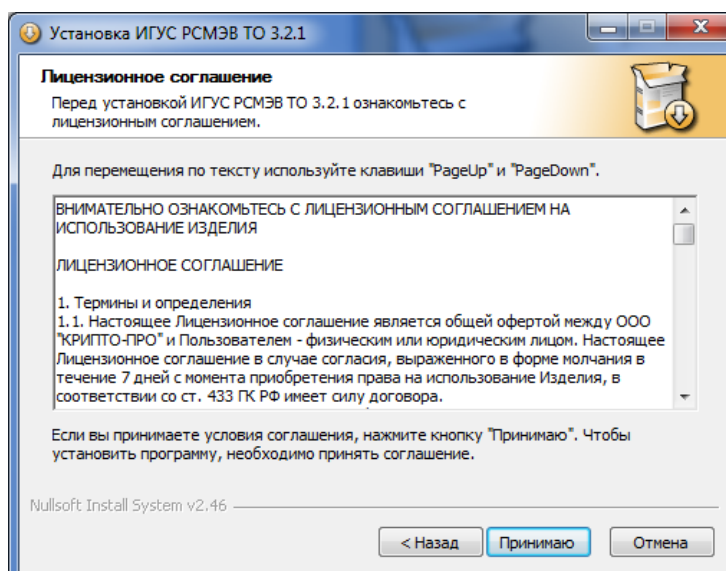 Установка ИГУС РСМЭВ ТО 3.2.1
Лицензионное соглашение
Перед установкой ИГУС РСМЭВ ТО 3.2.1 ознакомьтесь с
лицензионным соглашением.
Для перемещения по тексту используйте клавиши "PageUp" и "PageDown".
ВНИМАТЕЛЬНО ОЗНАКОМЬТЕСЬ С ЛИЦЕНЗИОННЫМ СОГЛАШЕНИЕМ НА
ИСПОЛЬЗОВАНИЕ ИЗДЕЛИЯ
ЛИЦЕНЗИОННОЕ СОГЛАШЕНИЕ
1. Термины и определения
1.1. Настоящее Лицензионное соглашение является общей офертой между ООО
"КРИПТО-ПРО" и Пользователем - физическим или юридическим лицом. Настоящее
Лицензионное соглашение в случае согласия, выраженного в форме молчания в
течение 7 дней с момента приобретения права на использование Изделия, в
соответствии со ст. 433 ГК РФ имеет силу договора.
Если вы принимаете условия соглашения, нажмите кнопку "Принимаю". Чтобы
установить программу, необходимо принять соглашение.
Nullsoft Install System v2.46
< Назад
Принимаю
Отмена